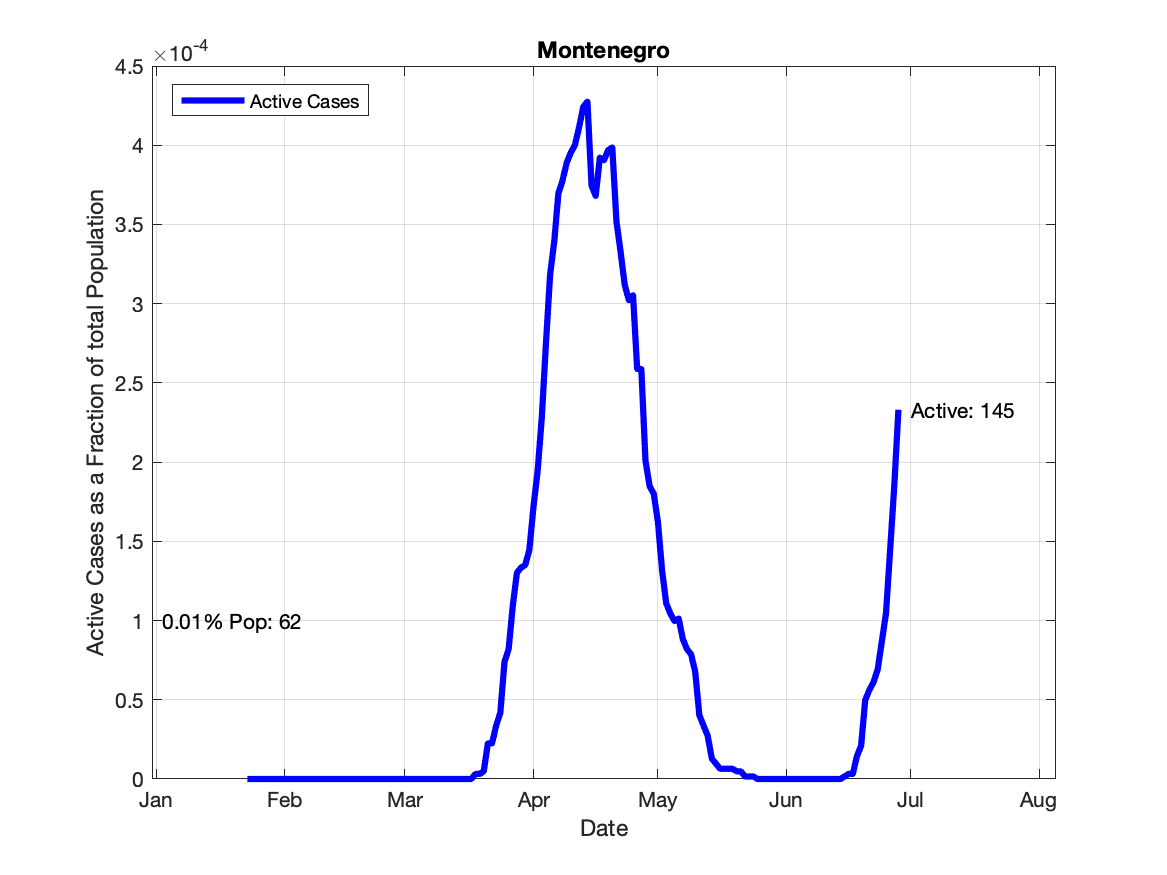 Montenegro
×10^-4
4.5
4
3.5
3
2.5
2
1.5
1
0.5
0
Active Cases as a Fraction of total Population
Active Cases
Active: 145
0.01% Pop: 62
Jan Feb Mar Apr May Jun Jul Aug
Date